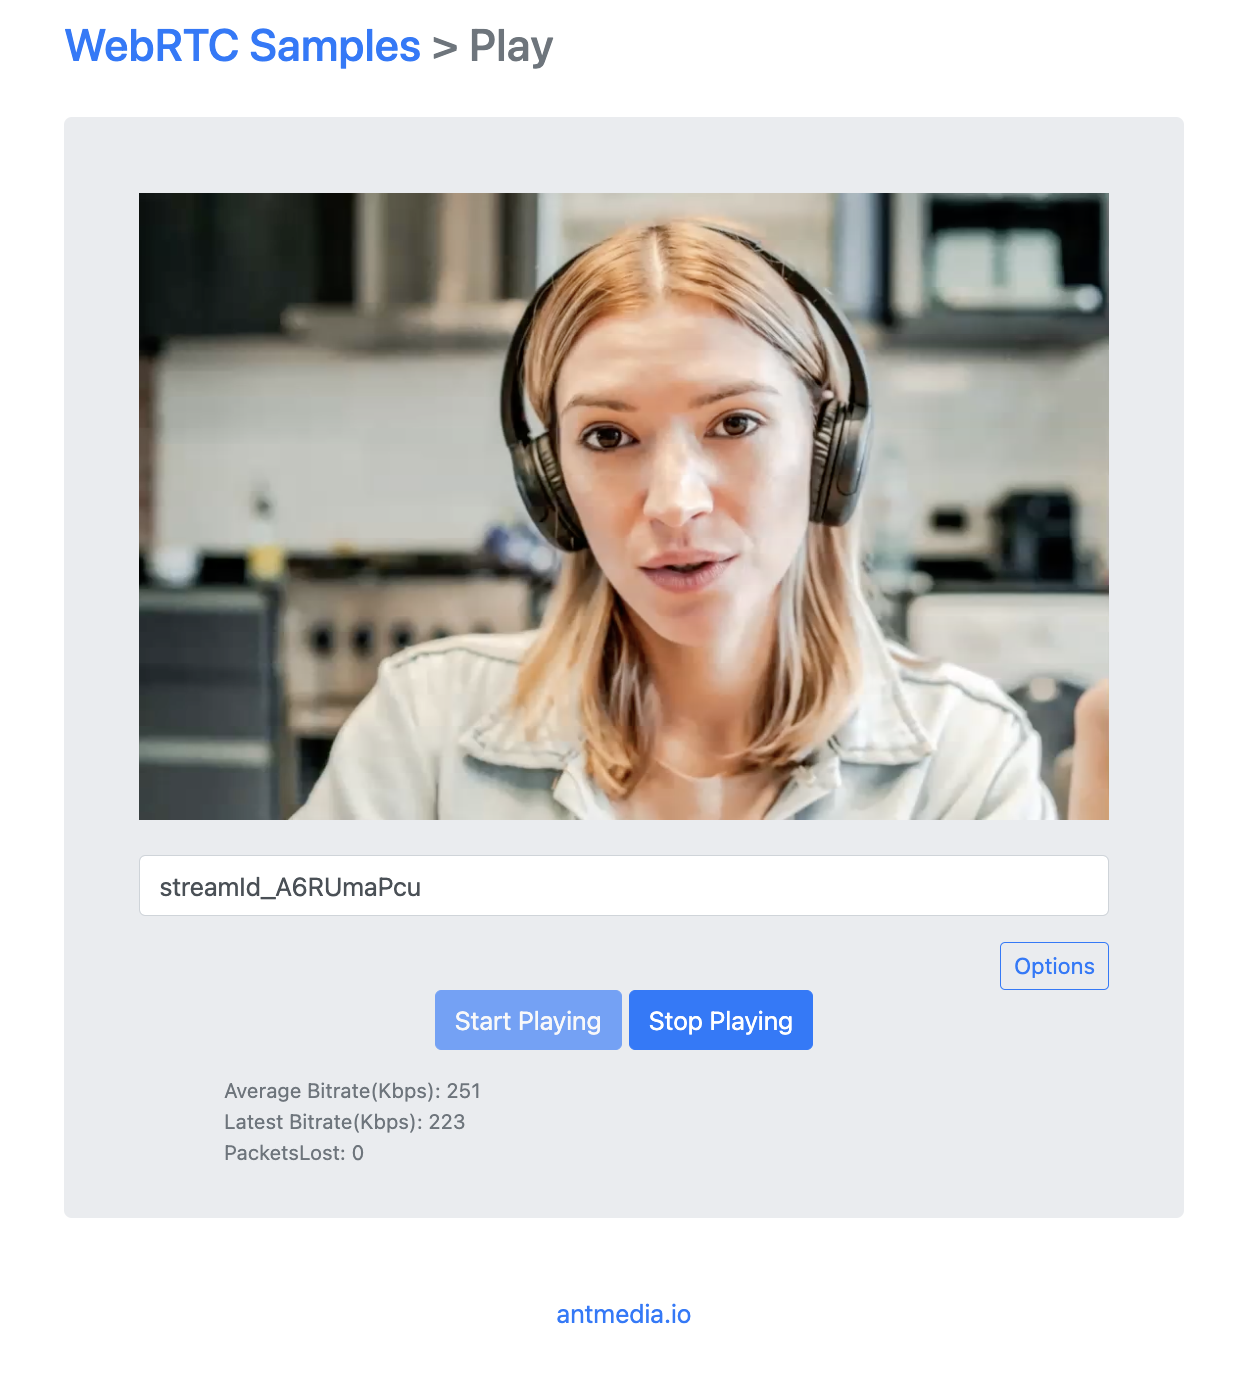 WebRTC Samples > Play
streamId_A6RUmaPcu
Options
Start Playing
Stop Playing
Average Bitrate(Kbps): 251
Latest Bitrate(Kbps): 223
PacketsLost: 0
antmedia.io